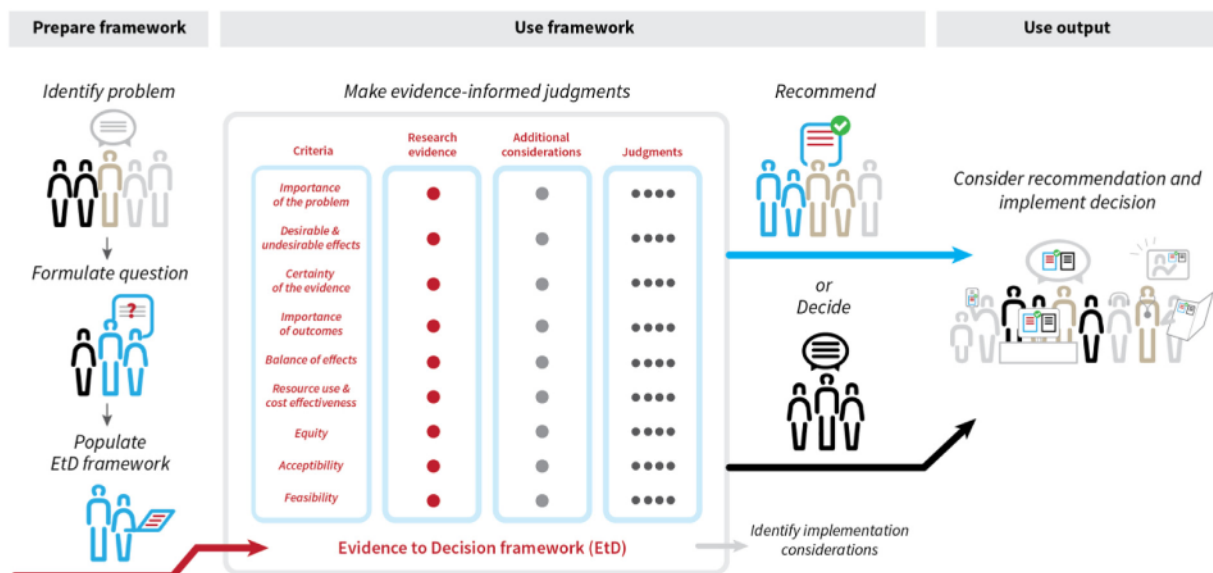 Prepare framework
Use framework
Use output
Identify problem
Formulate question
?
Populate
EtD framework
Make evidence-informed judgments
Criteria
Research
evidence
Additional
considerations
Judgments
Importance
of the problem
Desirable &
undesirable effects
Certainty
of the evidence
Importance
of outcomes
Balance of effects
Resource use &
cost effectiveness
Equity
Acceptibility
Feasibility
Evidence to Decision framework (EtD)
Recommend
or
Decide
Identify implementation
considerations
Consider recommendation and
implement decision